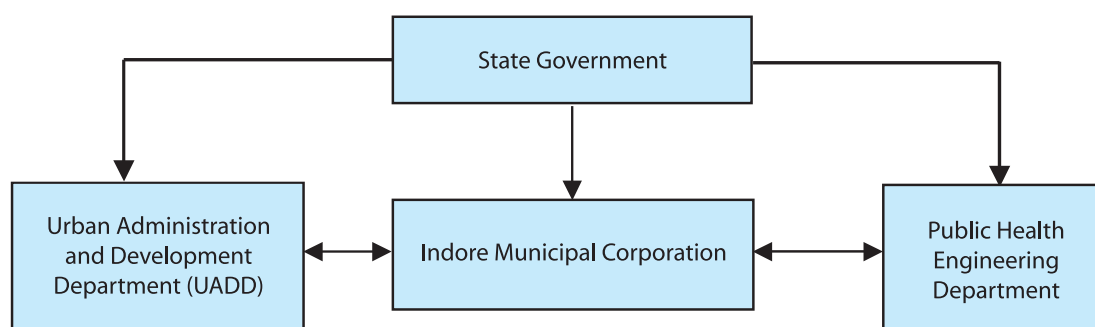 State Government
Urban Administration
and Development
Department (UADD)
Indore Municipal Corporation
Public Health
Engineering
Department